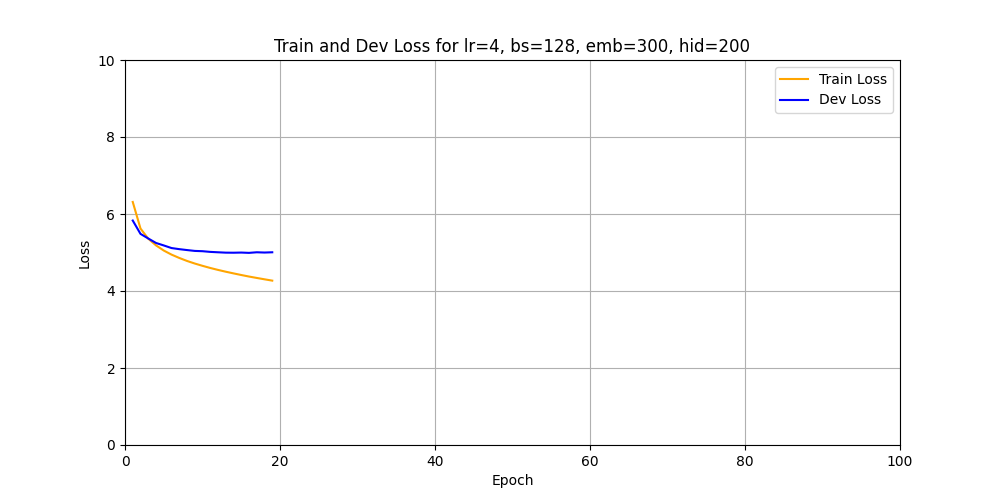 Train and Dev Loss for lr=4, bs=128, emb=300, hid=200
Train Loss
Dev Loss
10
8
6
4
2
0
Loss
0 20 40 60 80 100
Epoch